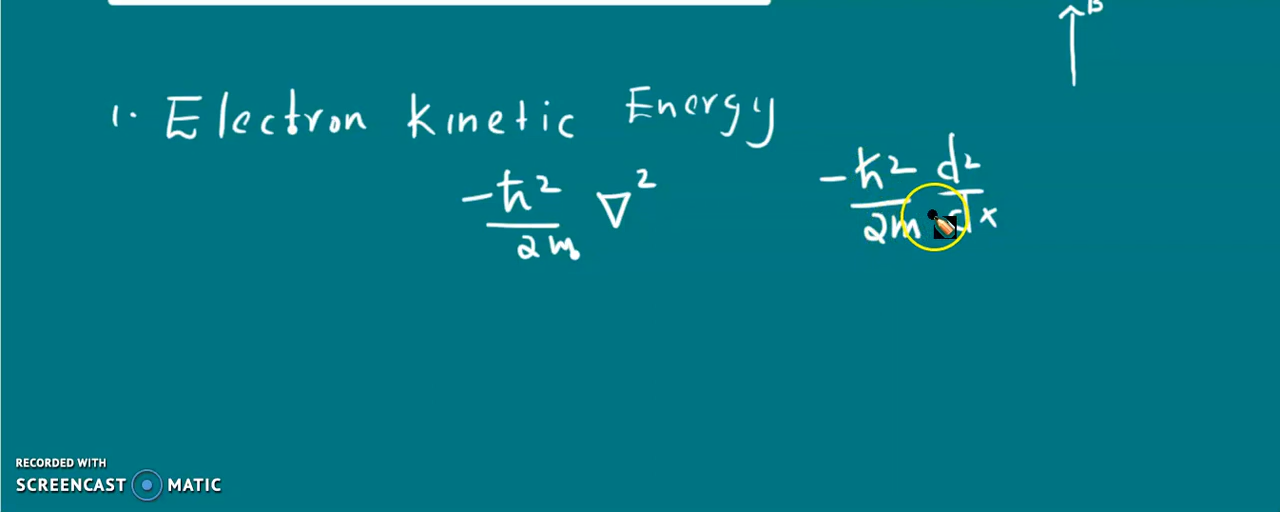 B
1. Electron Kinetic Energy
-ħ²/2m ∇²
-ħ²/2m d²/dx
RECORDED WITH
SCREENCAST MATIC